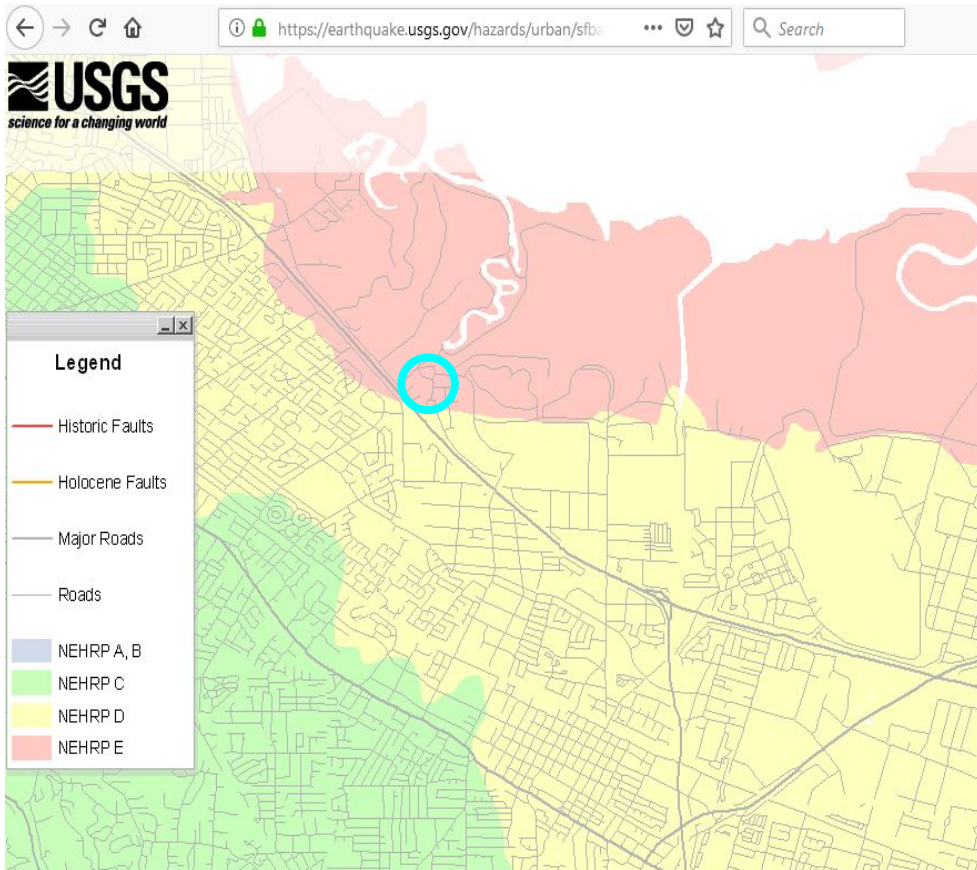 https://earthquake.usgs.gov/hazards/urban/sfba
Search
USGS
science for a changing world
Legend
Historic Faults
Holocene Faults
Major Roads
Roads
NEHRP A, B
NEHRP C
NEHRP D
NEHRP E